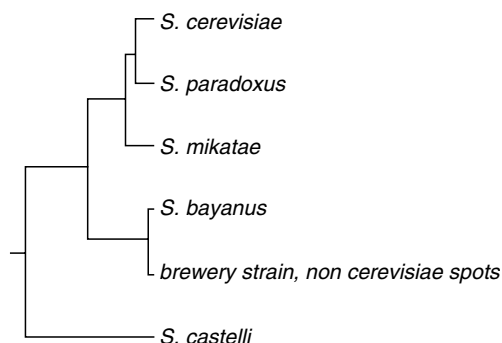 S. cerevisiae
S. paradoxus
S. mikatae
S. bayanus
brewery strain, non cerevisiae spots
S. castelli